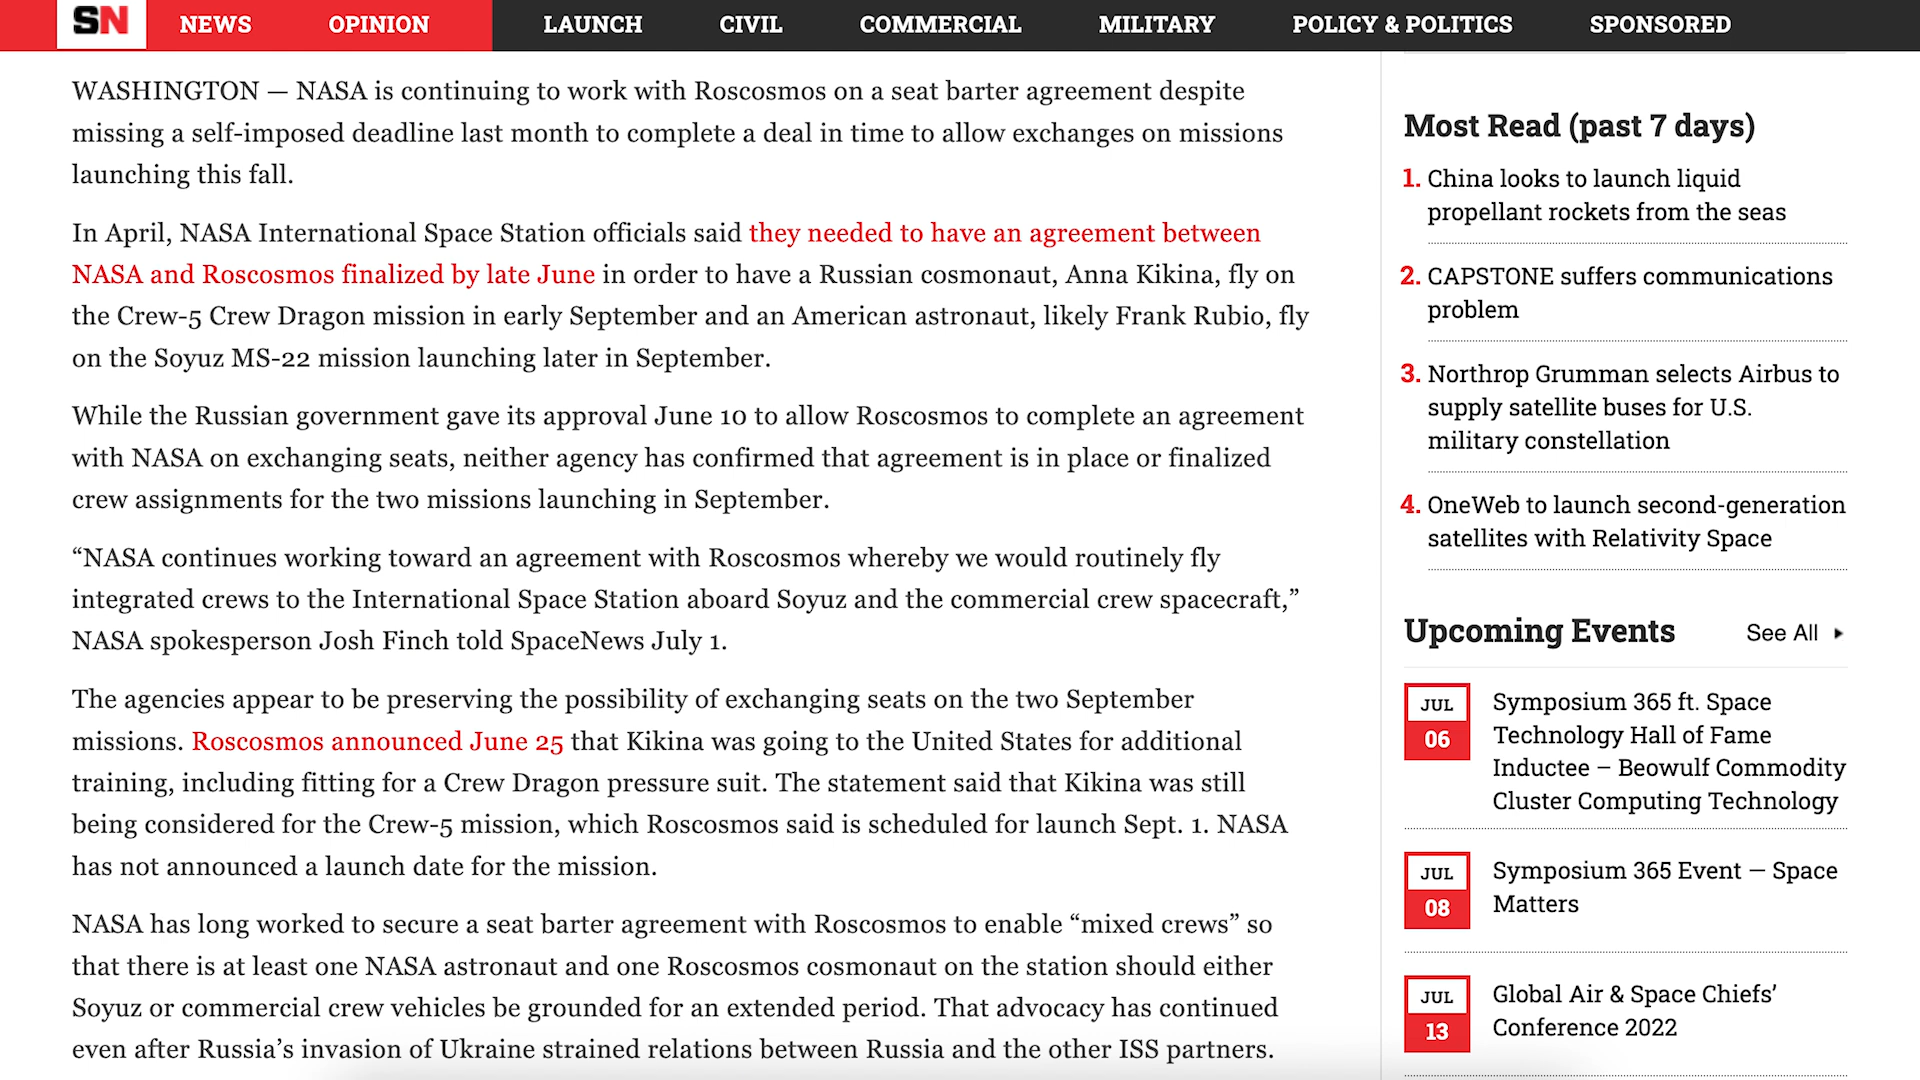 SN NEWS OPINION LAUNCH CIVIL COMMERCIAL MILITARY POLICY & POLITICS SPONSORED
WASHINGTON — NASA is continuing to work with Roscosmos on a seat barter agreement despite
missing a self-imposed deadline last month to complete a deal in time to allow exchanges on missions
launching this fall.
In April, NASA International Space Station officials said they needed to have an agreement between
NASA and Roscosmos finalized by late June in order to have a Russian cosmonaut, Anna Kikina, fly on
the Crew-5 Crew Dragon mission in early September and an American astronaut, likely Frank Rubio, fly
on the Soyuz MS-22 mission launching later in September.
While the Russian government gave its approval June 10 to allow Roscosmos to complete an agreement
with NASA on exchanging seats, neither agency has confirmed that agreement is in place or finalized
crew assignments for the two missions launching in September.
“NASA continues working toward an agreement with Roscosmos whereby we would routinely fly
integrated crews to the International Space Station aboard Soyuz and the commercial crew spacecraft,”
NASA spokesperson Josh Finch told SpaceNews July 1.
The agencies appear to be preserving the possibility of exchanging seats on the two September
missions. Roscosmos announced June 25 that Kikina was going to the United States for additional
training, including fitting for a Crew Dragon pressure suit. The statement said that Kikina was still
being considered for the Crew-5 mission, which Roscosmos said is scheduled for launch Sept. 1. NASA
has not announced a launch date for the mission.
NASA has long worked to secure a seat barter agreement with Roscosmos to enable “mixed crews” so
that there is at least one NASA astronaut and one Roscosmos cosmonaut on the station should either
Soyuz or commercial crew vehicles be grounded for an extended period. That advocacy has continued
even after Russia’s invasion of Ukraine strained relations between Russia and the other ISS partners.
Most Read (past 7 days)
1. China looks to launch liquid
propellant rockets from the seas
2. CAPSTONE suffers communications
problem
3. Northrop Grumman selects Airbus to
supply satellite buses for U.S.
military constellation
4. OneWeb to launch second-generation
satellites with Relativity Space
Upcoming Events See All
JUL
06
Symposium 365 ft. Space
Technology Hall of Fame
Inductee – Beowulf Commodity
Cluster Computing Technology
JUL
08
Symposium 365 Event — Space
Matters
JUL
13
Global Air & Space Chiefs’
Conference 2022